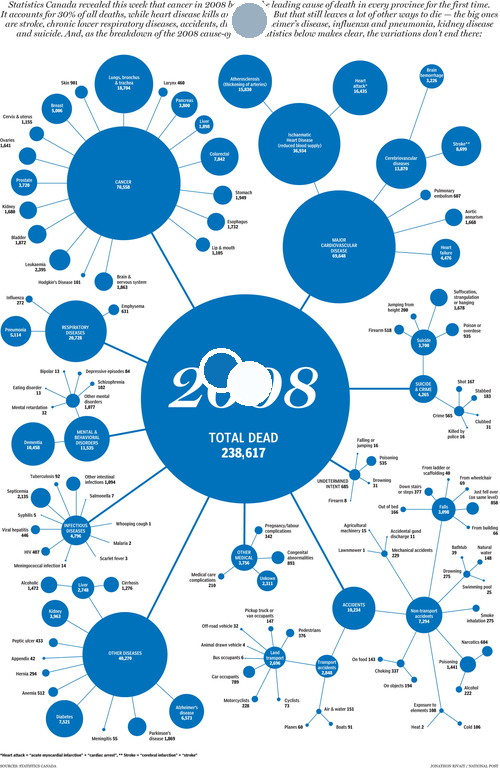 Statistics Canada revealed this week that cancer in 2008 b leading cause of death in every province for the first time.
It accounts for 30% of all deaths, while heart disease kills a But that still leaves a lot of other ways to die — the big ones
are stroke, chronic lower respiratory diseases, accidents, di eimer's disease, influenza and pneumonia, kidney disease
and suicide. And, as the breakdown of the 2008 cause-o atistics below makes clear, the variations don't end there:
2008
TOTAL DEAD
238,617
CANCER
70,558
Lungs, bronchus
& trachea
18,784
Larynx 460
Pancreas
3,800
Liver
1,898
Colorectal
7,842
Stomach
1,949
Esophagus
1,732
Lip & mouth
1,105
Brain &
nervous system
1,863
Hodgkin's Disease 101
Leukaemia
2,395
Bladder
1,872
Kidney
1,680
Prostate
3,720
Ovaries
1,641
Cervix & uterus
1,155
Breast
5,006
Skin 901
MAJOR
CARDIOVASCULAR
DISEASE
69,648
Ischaemic
Heart Disease
(reduced blood supply)
36,934
Atherosclerosis
(thickening of arteries)
15,838
Heart
attack*
16,435
Cerebrovascular
diseases
13,870
Brain
hemorrhage
3,226
Stroke**
8,699
Pulmonary
embolism 687
Aortic
aneurism
1,668
Heart
failure
4,476
RESPIRATORY
DISEASES
20,728
Influenza
272
Emphysema
631
Pneumonia
5,114
MENTAL &
BEHAVIORAL
DISORDERS
11,535
Bipolar 13
Depressive episodes 84
Schizophrenia
102
Other mental
disorders
1,077
Eating disorder
13
Mental retardation
32
Dementia
10,458
INFECTIOUS
DISEASES
4,796
Tuberculosis 92
Other intestinal
infections 1,094
Salmonella 7
Septicemia
2,135
Syphilis 5
Viral hepatitis
446
HIV 407
Meningococcal infection 14
Scarlet fever 3
Malaria 2
Whooping cough 1
OTHER DISEASES
40,270
Alcoholic
1,472
Liver
2,748
Cirrhosis
1,276
Kidney
3,963
Peptic ulcer 433
Appendix 42
Hernia 294
Anemia 512
Diabetes
7,521
Meningitis 55
Parkinson's
disease 1,869
Alzheimer's
disease
6,573
OTHER
MEDICAL
3,756
Pregnancy/labour
complications
342
Congenital
abnormalities
893
Unknown
2,311
Medical care
complications
210
SUICIDE
& CRIME
4,265
Suicide
3,700
Jumping from
height 200
Suffocation,
strangulation
or hanging
1,678
Poison or
overdose
935
Firearm 518
Crime 565
Shot 167
Stabbed
183
Clubbed
31
Killed by
police 16
UNDETERMINED
INTENT 685
Falling or
jumping 16
Poisoning
535
Drowning
31
Firearm 8
ACCIDENTS
10,234
Transport
accidents
2,848
Land
transport
2,696
Off-road vehicle 32
Pickup truck or
van occupants
147
Pedestrians
376
Animal drawn vehicle 4
Bus occupants 6
Car occupants
789
Motorcyclists
228
Cyclists
73
Air & water 151
Planes 60
Boats 91
Non-transport
accidents
7,294
Falls
3,898
From ladder or
scaffolding 48
From wheelchair
69
Just fell over
(on same level)
858
From building
66
Down stairs
or steps 377
Out of bed
166
Agricultural
machinery 15
Accidental gund
discharge 11
Lawnmower 1
Mechanical accidents
229
Drowning
275
Bathtub
39
Natural
water 148
Swimming pool
25
Smoke
inhalation 275
Poisoning
1,441
Narcotics 684
Alcohol
222
Choking 337
On food 143
On objects 194
Exposure to
elements 108
Heat 2
Cold 106
*Heart attack = "acute myocardial infarction" = "cardiac arrest". ** Stroke = "cerebral infarction" = "stroke"
SOURCES: STATISTICS CANADA
JONATHON RIVAIT / NATIONAL POST